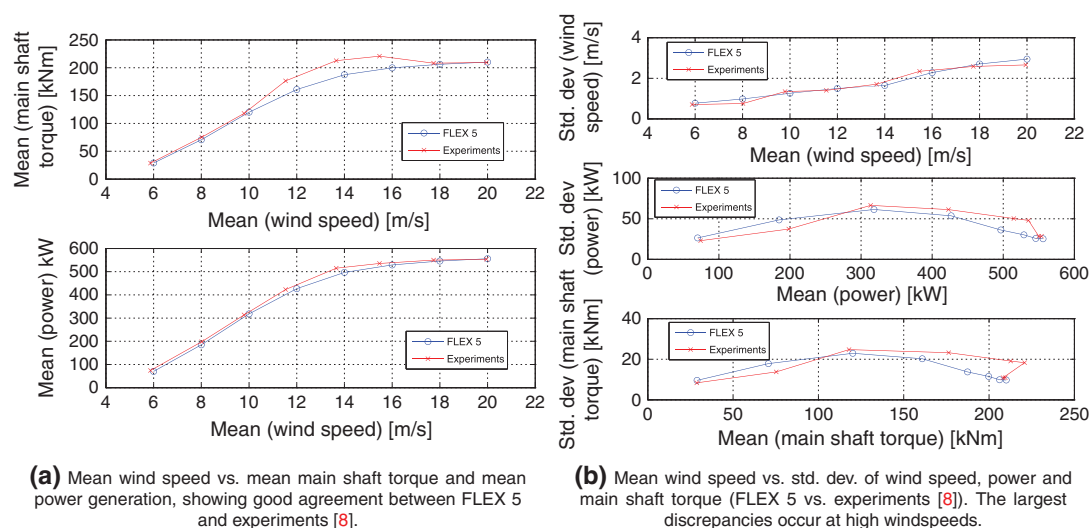 Mean (main shaft
torque) [kNm]
250
200
150
100
50
0
FLEX 5
Experiments
4 6 8 10 12 14 16 18 20 22
Mean (wind speed) [m/s]
Mean (power) kW
600
500
400
300
200
100
0
FLEX 5
Experiments
4 6 8 10 12 14 16 18 20 22
Mean (wind speed) [m/s]
(a) Mean wind speed vs. mean main shaft torque and mean
power generation, showing good agreement between FLEX 5
and experiments [8].
Std. dev (wind
speed) [m/s]
4
2
0
FLEX 5
Experiments
4 6 8 10 12 14 16 18 20 22
Mean (wind speed) [m/s]
Std. dev
(power) [kW]
100
50
0
FLEX 5
Experiments
0 100 200 300 400 500 600
Mean (power) [kW]
Std. dev (main shaft
torque) [kNm]
40
20
0
FLEX 5
Experiments
0 50 100 150 200 250
Mean (main shaft torque) [kNm]
(b) Mean wind speed vs. std. dev. of wind speed, power and
main shaft torque (FLEX 5 vs. experiments [8]). The largest
discrepancies occur at high windspeeds.